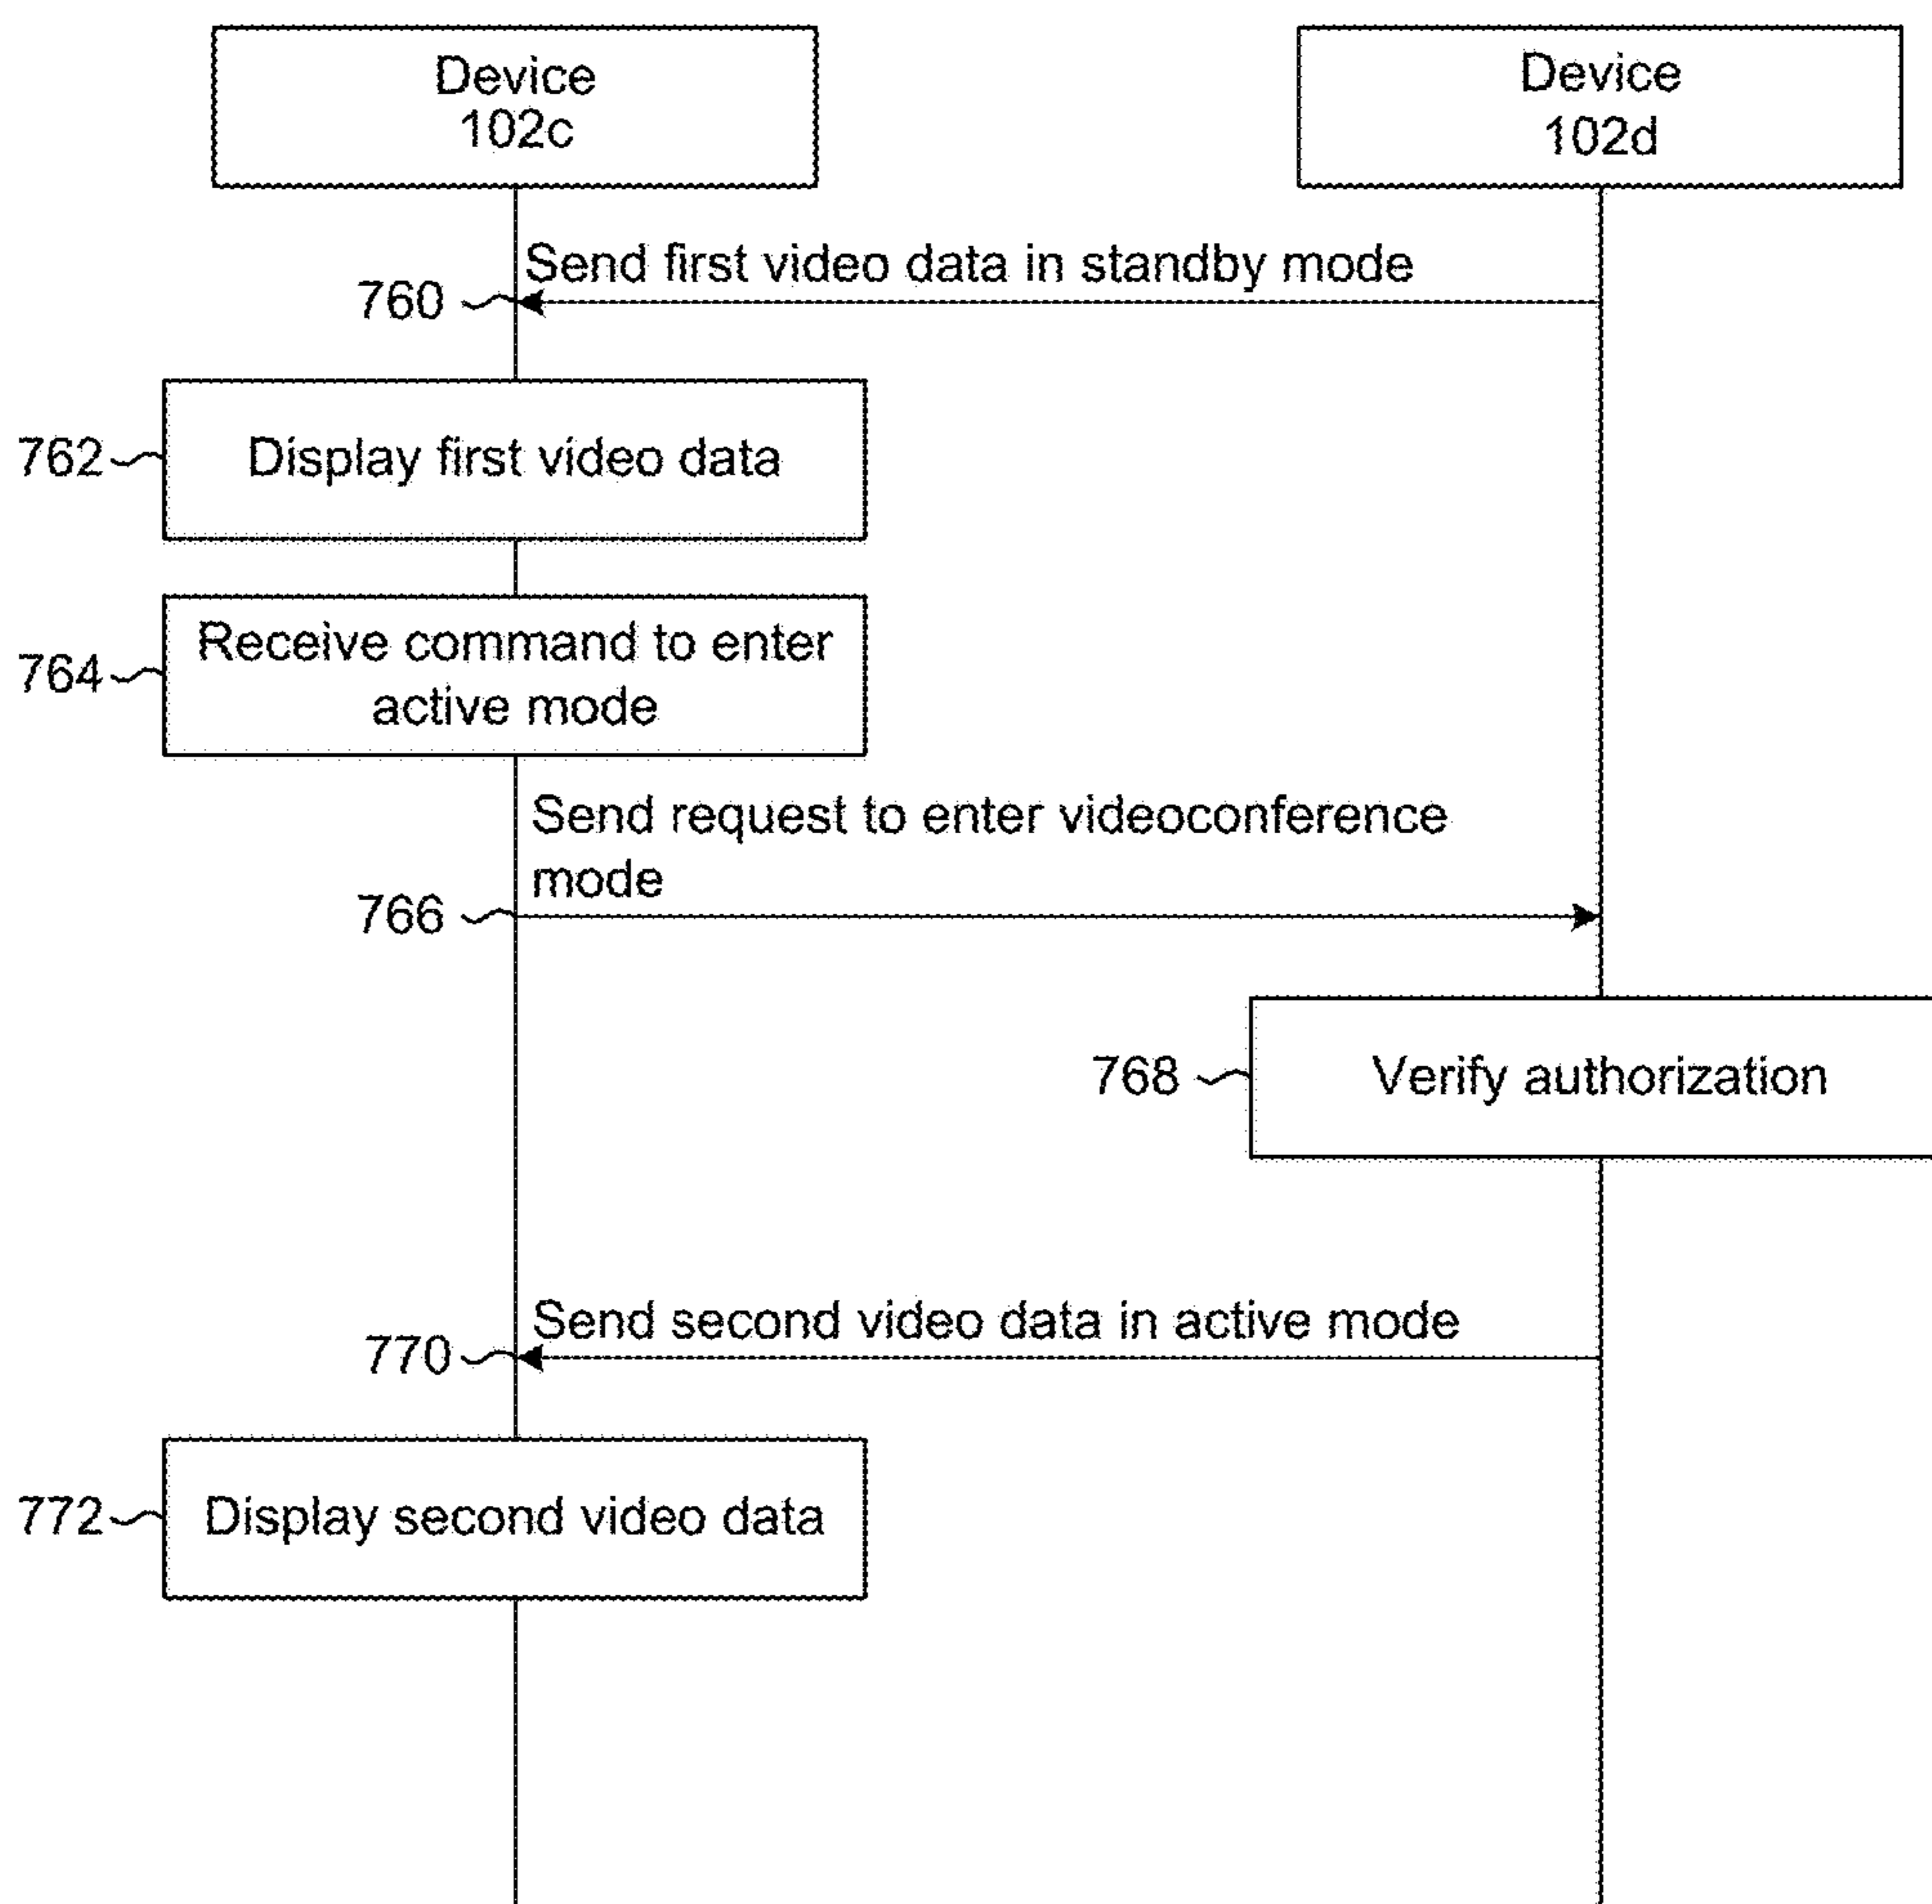 Device
102c
Device
102d
Send first video data in standby mode
760
762
Display first video data
764
Receive command to enter
active mode
Send request to enter videoconference
mode
766
768
Verify authorization
Send second video data in active mode
770
772
Display second video data